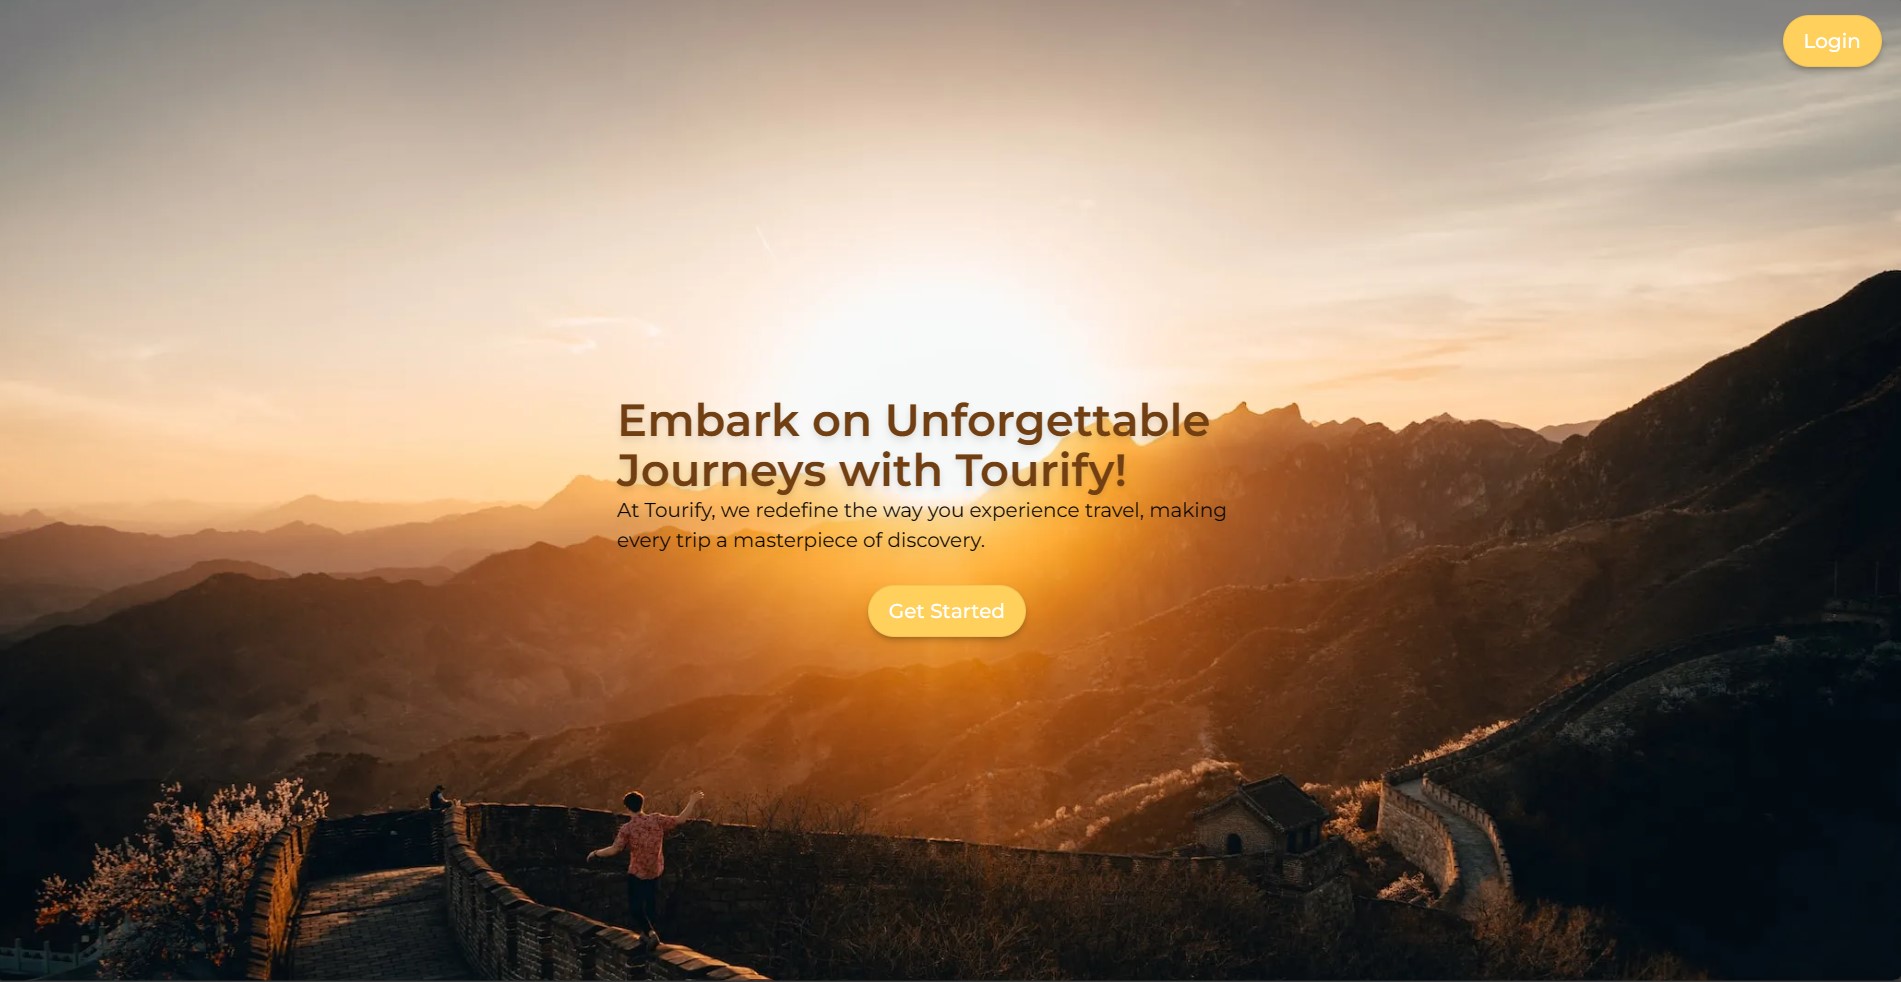 Login
Embark on Unforgettable
Journeys with Tourify!
At Tourify, we redefine the way you experience travel, making
every trip a masterpiece of discovery.
Get Started